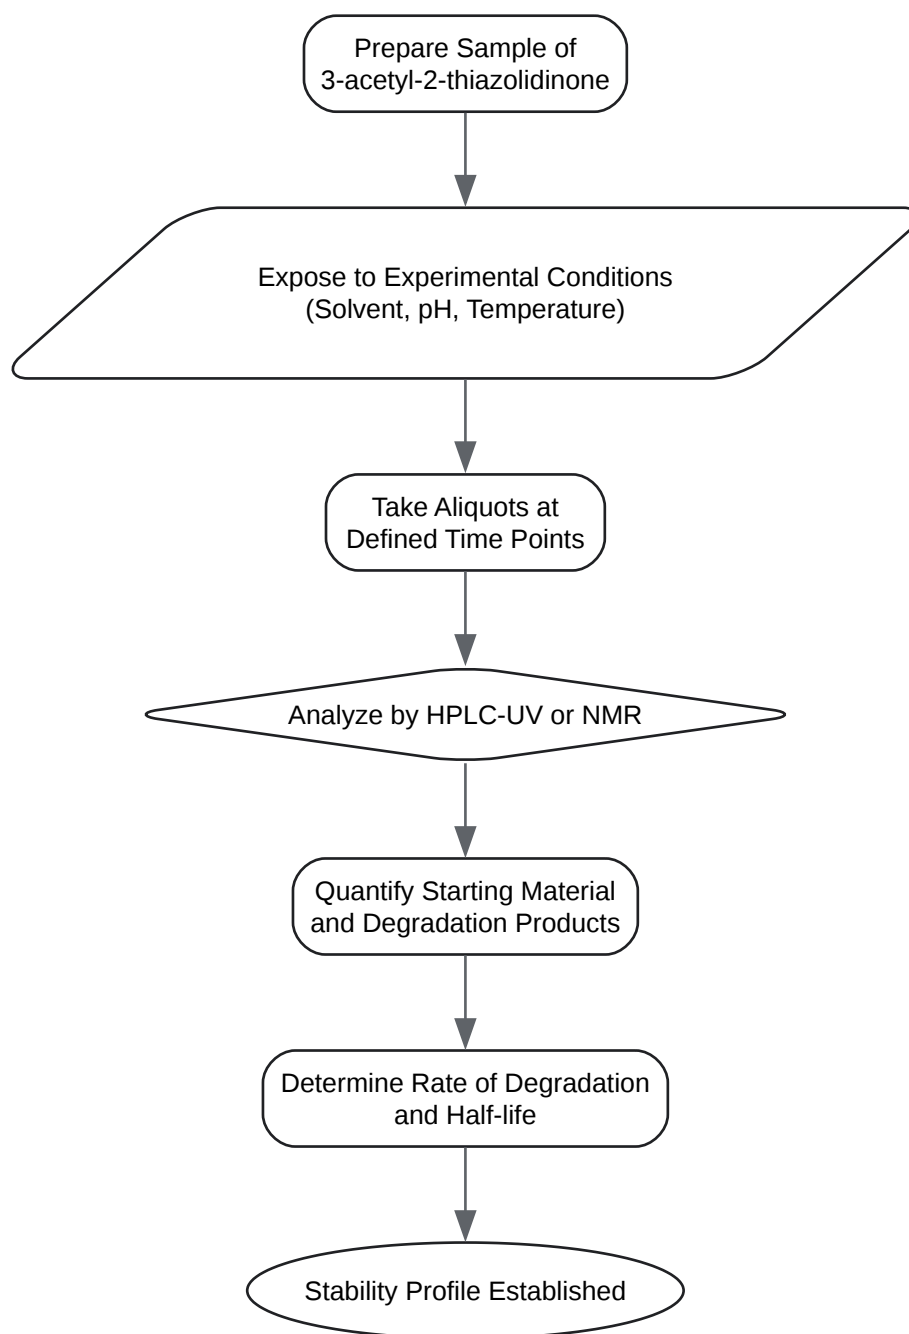 Prepare Sample of
3-acetyl-2-thiazolidinone
Expose to Experimental Conditions
(Solvent, pH, Temperature)
Take Aliquots at
Defined Time Points
Analyze by HPLC-UV or NMR
Quantify Starting Material
and Degradation Products
Determine Rate of Degradation
and Half-life
Stability Profile Established